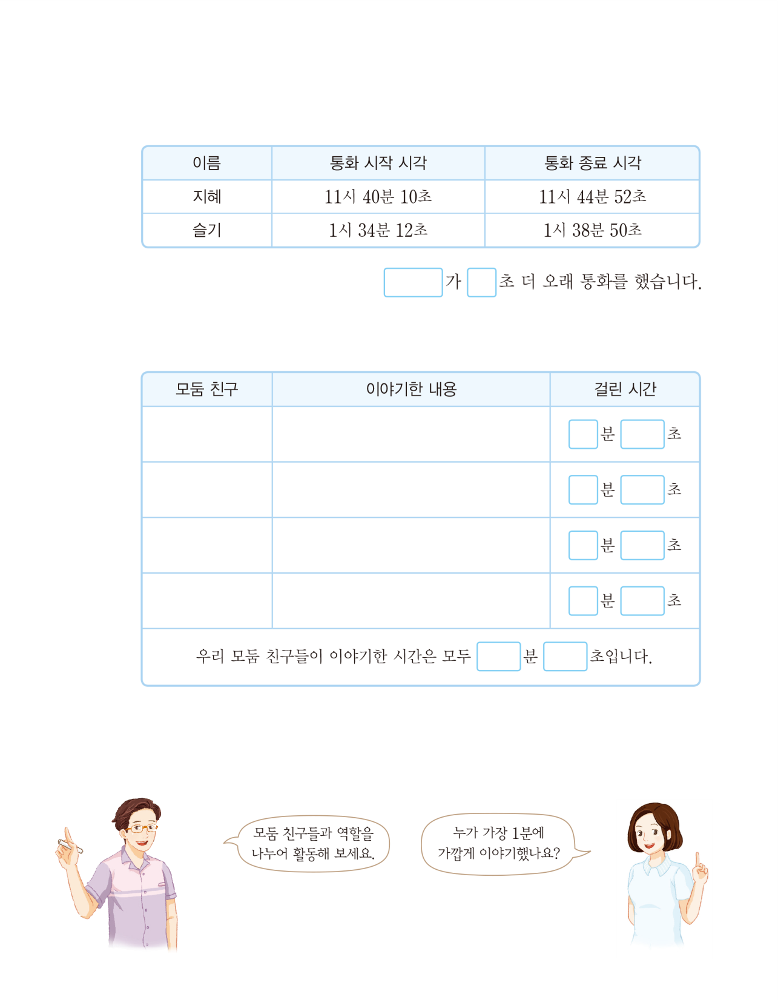 이름 통화 시작 시각 통화 종료 시각
지혜 11시 40분 10초 11시 44분 52초
슬기 1시 34분 12초 1시 38분 50초
가 초 더 오래 통화를 했습니다.
모둠 친구 이야기한 내용 걸린 시간
분 초
분 초
분 초
분 초
우리 모둠 친구들이 이야기한 시간은 모두 분 초입니다.
모둠 친구들과 역할을
나누어 활동해 보세요.
누가 가장 1분에
가깝게 이야기했나요?